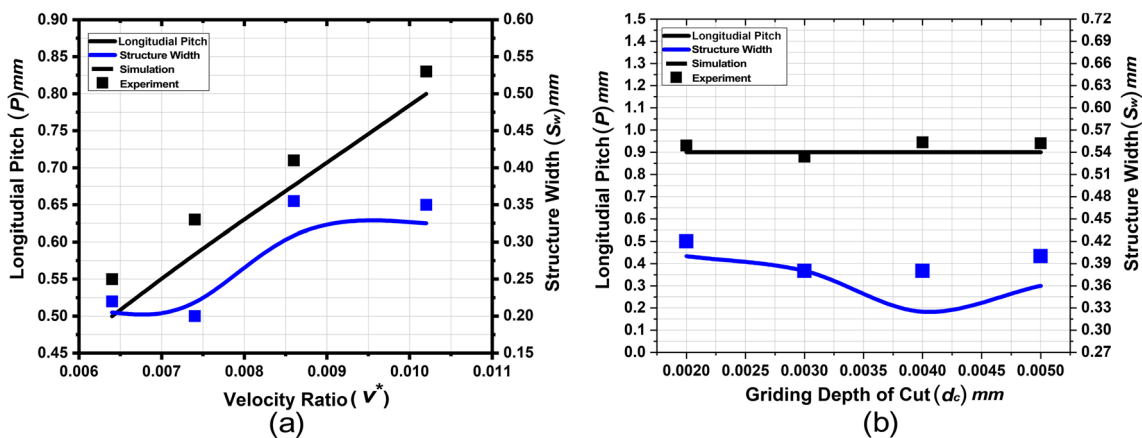 Longitudial Pitch (P) mm
0.90
0.85
0.80
0.75
0.70
0.65
0.60
0.55
0.50
0.45
Longitudial Pitch
Structure Width
Simulation
Experiment
0.60
0.55
0.50
0.45
0.40
0.35
0.30
0.25
0.20
0.15
Structure Width (Sw) mm
0.006 0.007 0.008 0.009 0.010 0.011
Velocity Ratio (v*)
(a)
Longitudial Pitch (P) mm
1.5
1.4
1.3
1.2
1.1
1.0
0.9
0.8
0.7
0.6
0.5
0.4
0.3
0.2
0.1
0.0
Longitudial Pitch
Structure Width
Simulation
Experiment
0.72
0.69
0.66
0.63
0.60
0.57
0.54
0.51
0.48
0.45
0.42
0.39
0.36
0.33
0.30
0.27
Structure Width (Sw) mm
0.0020 0.0025 0.0030 0.0035 0.0040 0.0045 0.0050
Griding Depth of Cut (dc) mm
(b)